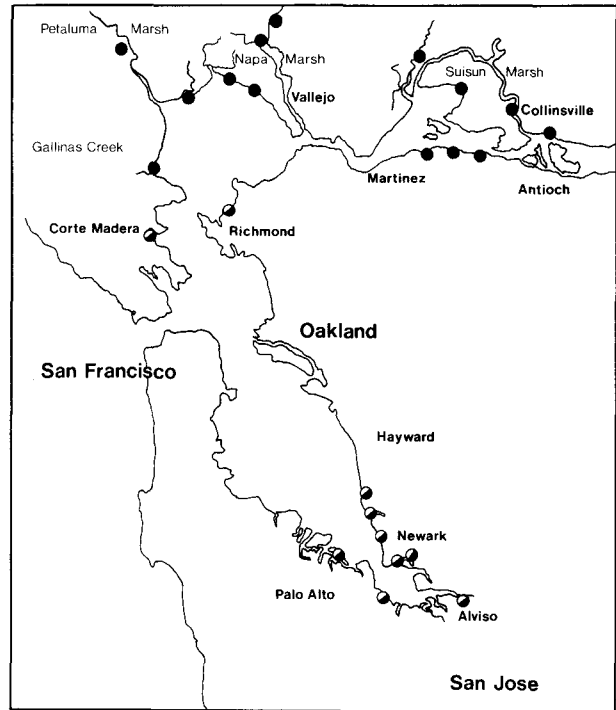 Petaluma Marsh
Napa Marsh
Suisun Marsh
Vallejo
Collinsville
Gallinas Creek
Martinez
Antioch
Corte Madera
Richmond
Oakland
San Francisco
Hayward
Newark
Palo Alto
Alviso
San Jose